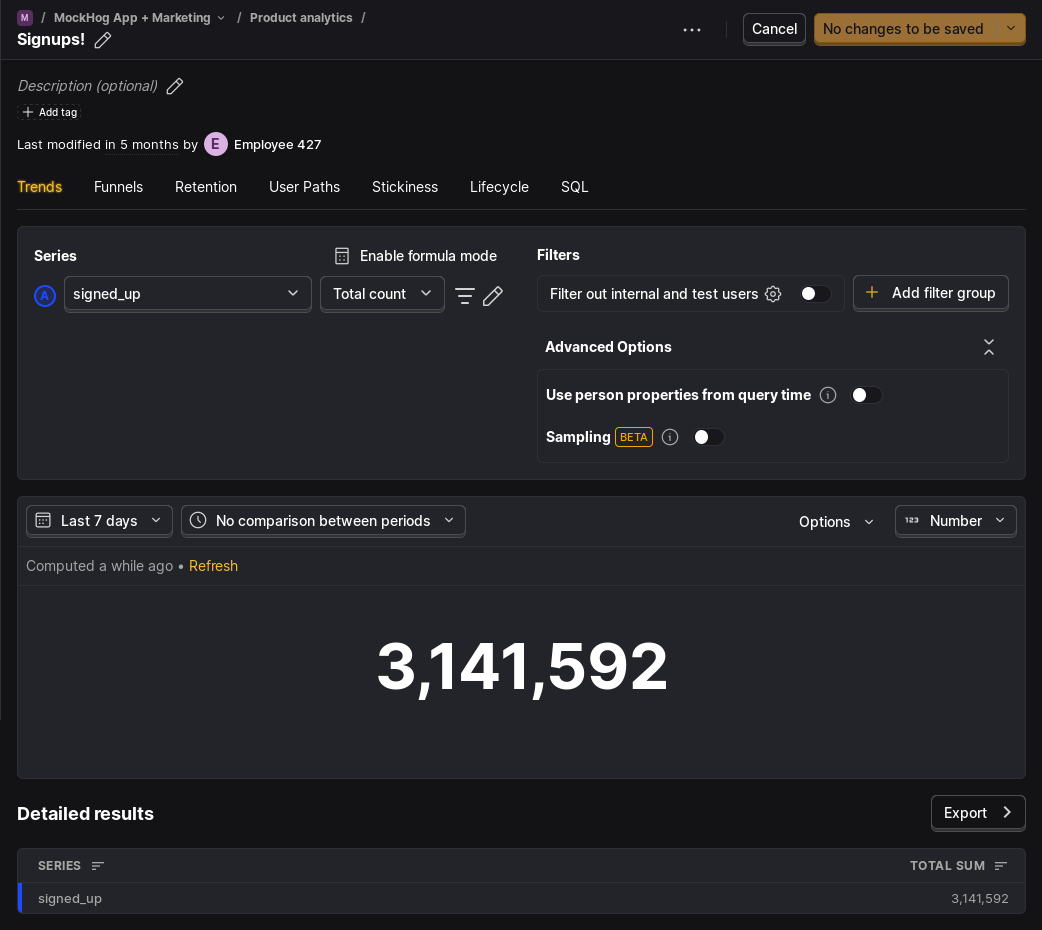 M / MockHog App + Marketing / Product analytics /
Signups!
Cancel
No changes to be saved
Description (optional)
Add tag
Last modified in 5 months by E Employee 427
Trends Funnels Retention User Paths Stickiness Lifecycle SQL
Series
Enable formula mode
A signed_up Total count
Filters
Filter out internal and test users
Add filter group
Advanced Options
Use person properties from query time
Sampling BETA
Last 7 days No comparison between periods Options 123 Number
Computed a while ago • Refresh
3,141,592
Detailed results
Export
SERIES TOTAL SUM
signed_up 3,141,592